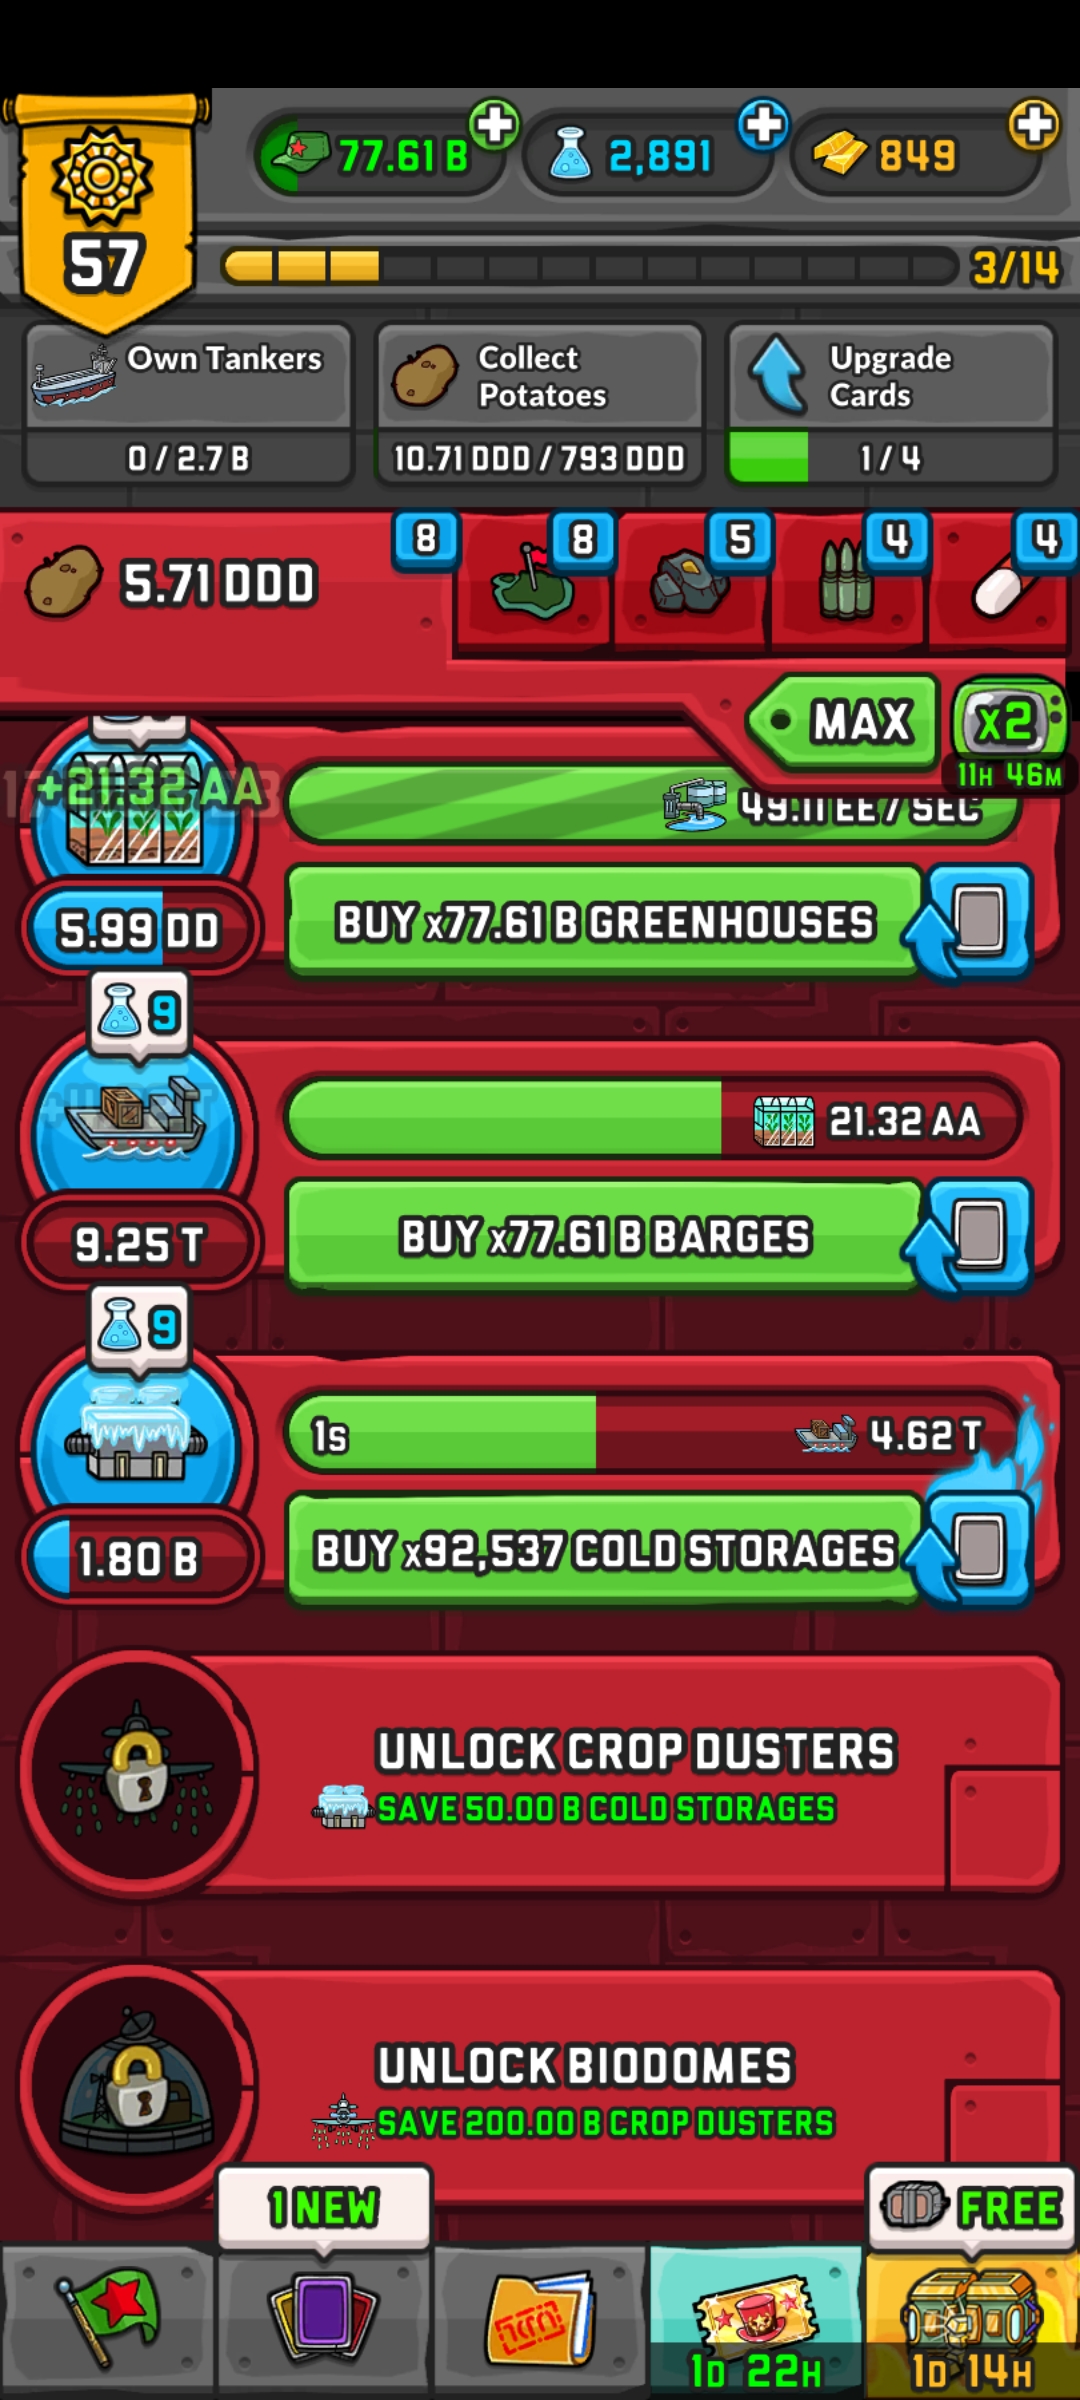 77.61 B
2,891
849
57
3/14
Own Tankers
0 / 2.7 B
Collect
Potatoes
10.71 DDD / 793 DDD
Upgrade
Cards
1 / 4
5.71 DDD
8
8
5
4
4
MAX
x2
11H 46M
+21.32 AA
49.11 EE / SEC
5.99 DD
BUY x77.61 B GREENHOUSES
9
21.32 AA
9.25 T
BUY x77.61 B BARGES
9
1s
4.62 T
1.80 B
BUY x92,537 COLD STORAGES
UNLOCK CROP DUSTERS
SAVE 50.00 B COLD STORAGES
UNLOCK BIODOMES
SAVE 200.00 B CROP DUSTERS
1 NEW
FREE
1D 22H
1D 14H